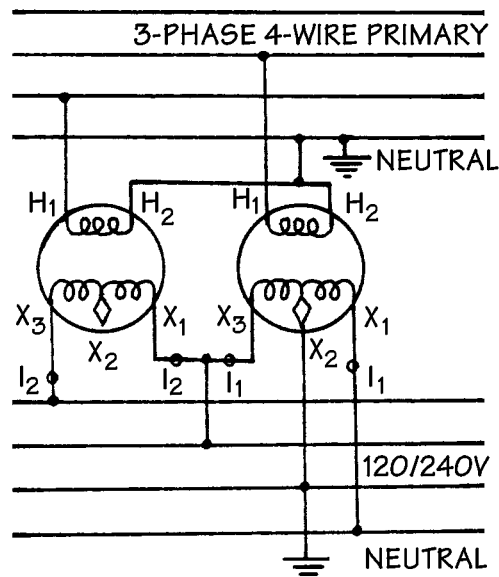 3-PHASE 4-WIRE PRIMARY
NEUTRAL
H1 H2 H1 H2
X3 X2 X1 X3 X2 X1
I2 I2 I1 I1
120/240V
NEUTRAL